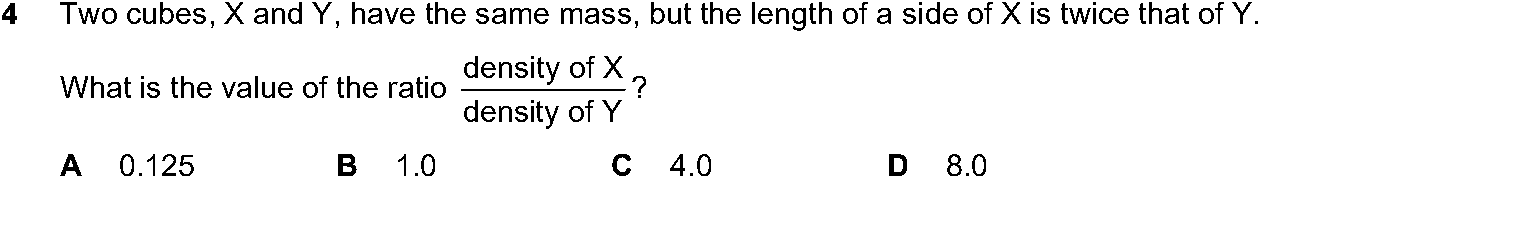 4 Two cubes, X and Y, have the same mass, but the length of a side of X is twice that of Y.
What is the value of the ratio density of X / density of Y ?
A 0.125 B 1.0 C 4.0 D 8.0